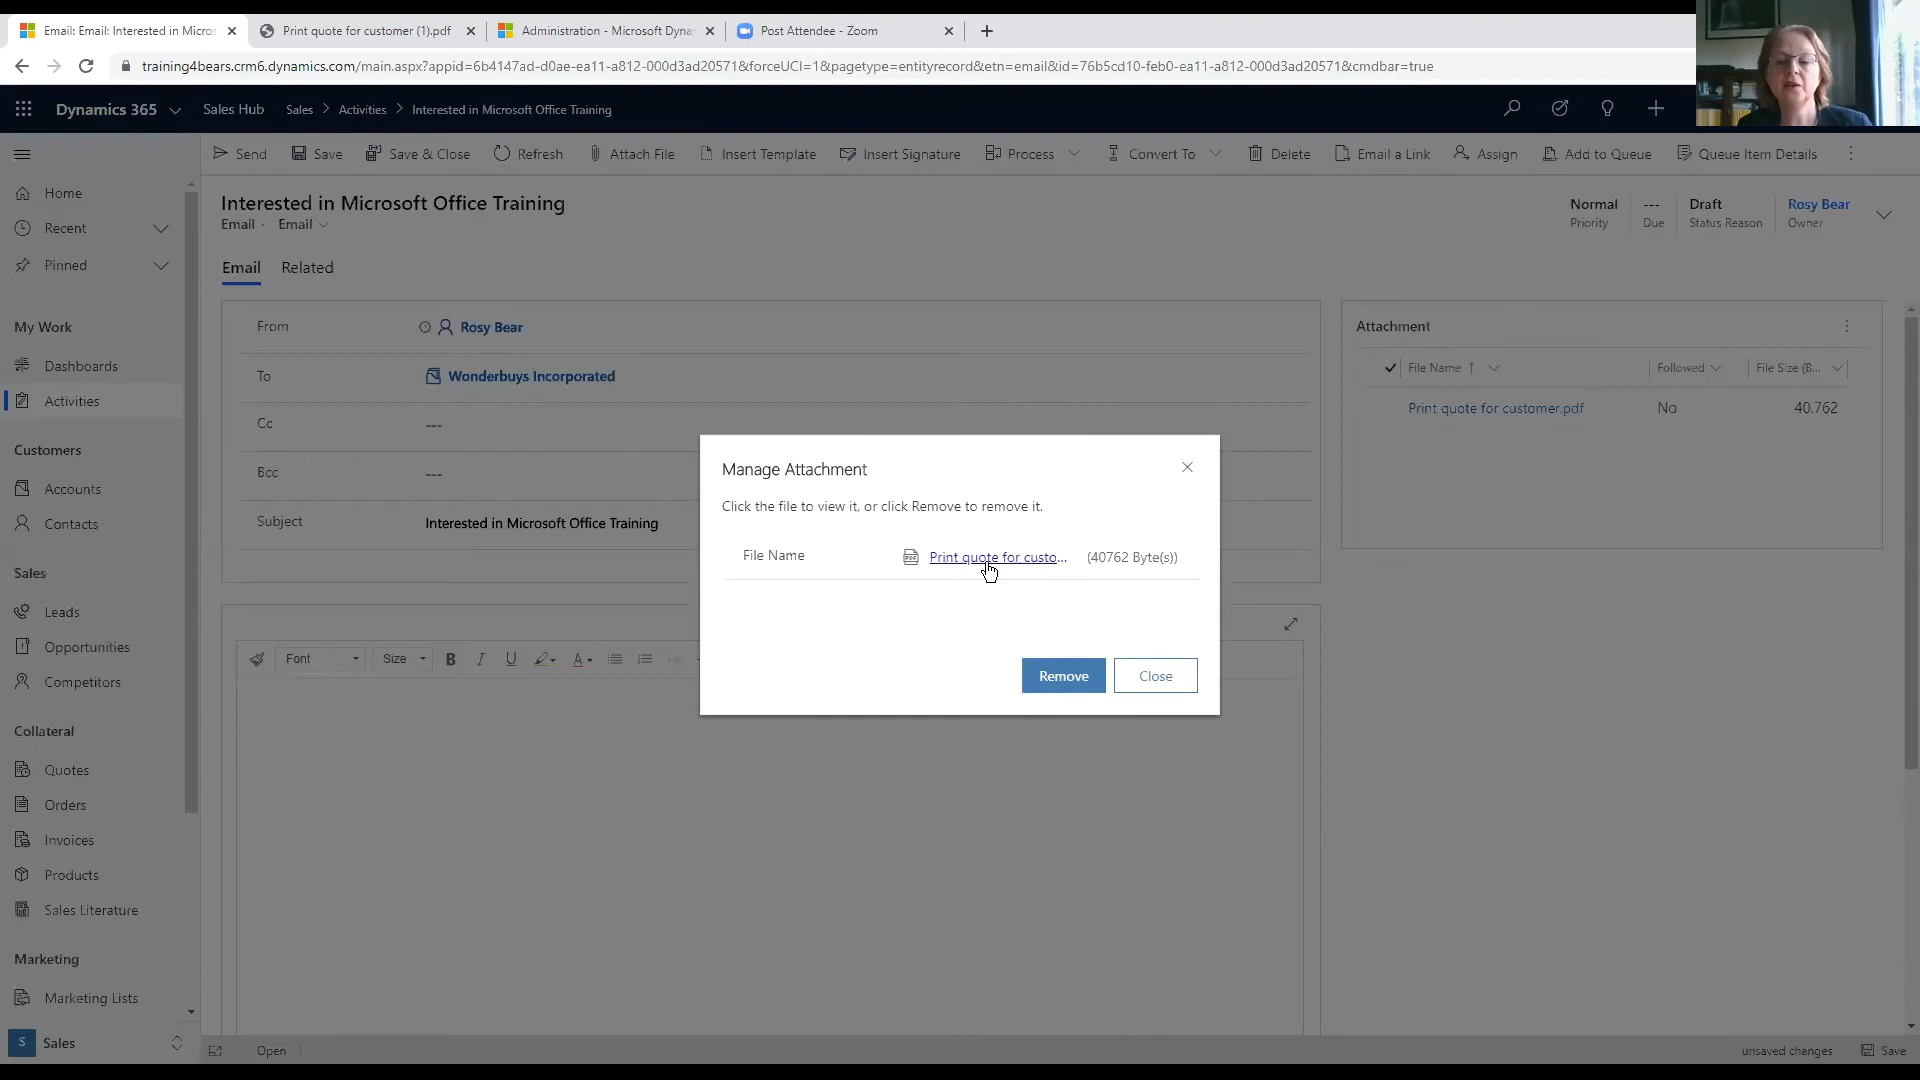 Email: Email: Interested in Micros
Print quote for customer (1).pdf
Administration - Microsoft Dyna
Post Attendee - Zoom
training4bears.crm6.dynamics.com/main.aspx?appid=6b4147ad-d0ae-ea11-a812-000d3ad20571&forceUCI=1&pagetype=entityrecord&etn=email&id=76b5cd10-feb0-ea11-a812-000d3ad20571&cmdbar=true
Dynamics 365
Sales Hub
Sales > Activities > Interested in Microsoft Office Training
Send
Save
Save & Close
Refresh
Attach File
Insert Template
Insert Signature
Process
Convert To
Delete
Email a Link
Assign
Add to Queue
Queue Item Details
Home
Recent
Pinned
My Work
Dashboards
Activities
Customers
Accounts
Contacts
Sales
Leads
Opportunities
Competitors
Collateral
Quotes
Orders
Invoices
Products
Sales Literature
Marketing
Marketing Lists
S Sales
Interested in Microsoft Office Training
Email · Email
Normal
Priority
---
Due
Draft
Status Reason
Rosy Bear
Owner
Email
Related
From Rosy Bear
To Wonderbuys Incorporated
Cc ---
Bcc ---
Subject Interested in Microsoft Office Training
Attachment
File Name ↑
Followed
File Size (B...
Print quote for customer.pdf No 40.762
Manage Attachment
Click the file to view it, or click Remove to remove it.
File Name Print quote for custo... (40762 Byte(s))
Remove
Close
Font
Size
B I U A
Open
unsaved changes
Save